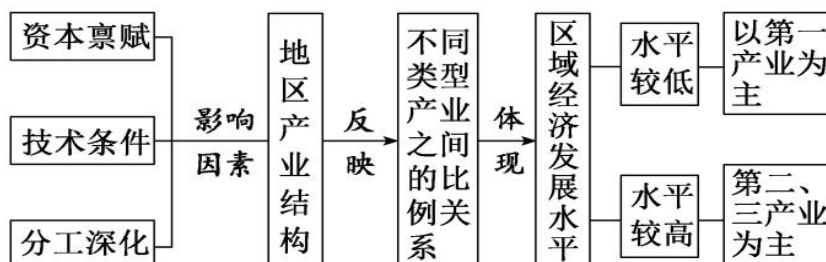 资本禀赋
技术条件
分工深化
影响
因素
地区产业结构
反
映
不同
类型
产业
之间
的比
例关
系
体
现
区域经济发展水平
水平
较低
以第一
产业为
主
水平
较高
第二、
三产业
为主